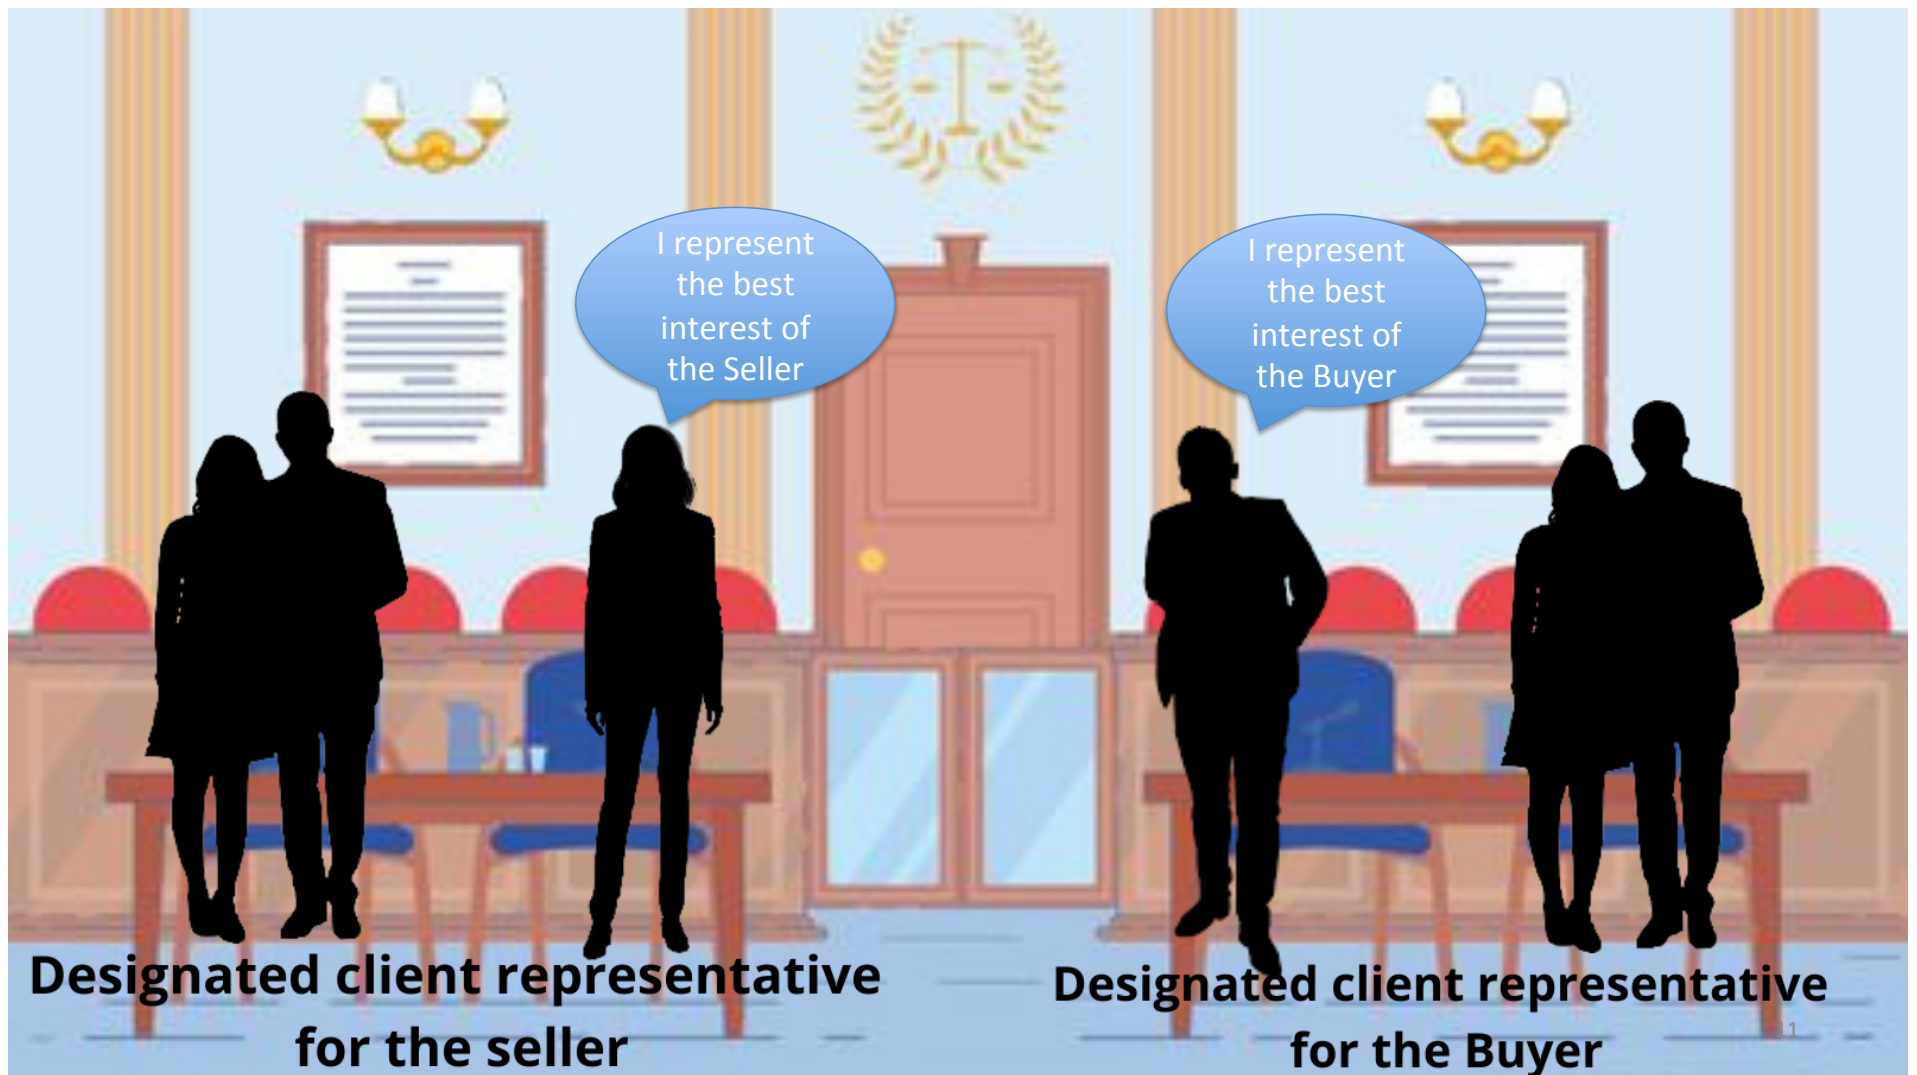 I represent
the best
interest of
the Seller
I represent
the best
interest of
the Buyer
Designated client representative
for the seller
Designated client representative
for the Buyer
11